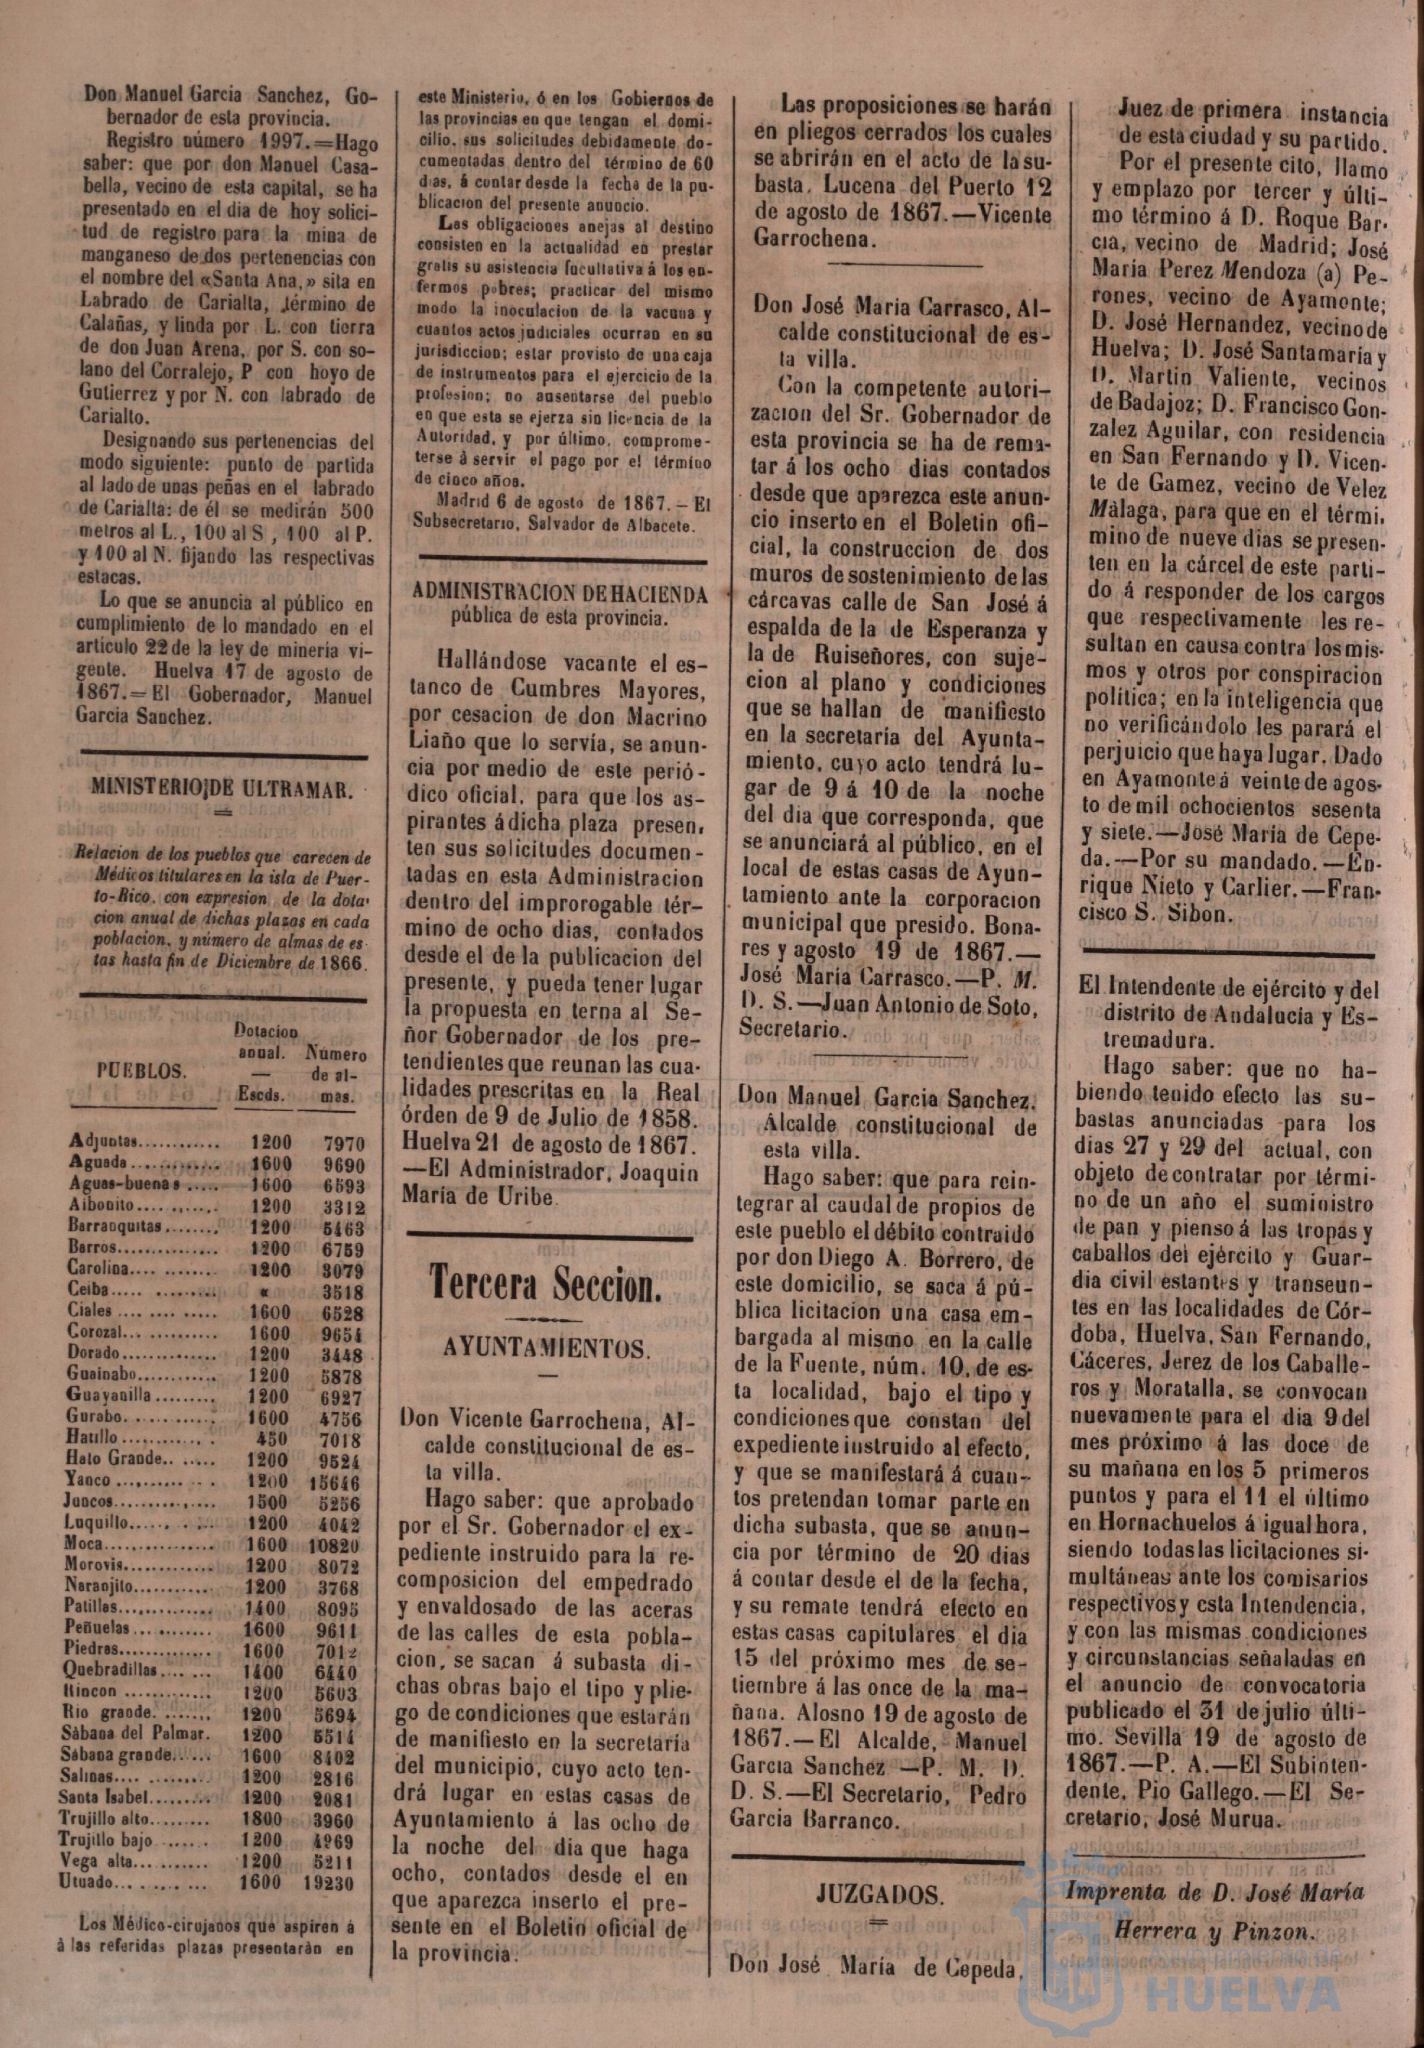 Don Manuel García Sanchez, Go-
bernador de esta provincia.
Registro número 1997.=Hago
saber: que por don Manuel Casa-
bella, vecino de esta capital, se ha
presentado en el dia de hoy solici-
tud de registro para la mina de
manganeso de dos pertenencias con
el nombre del «Santa Ana,» sita en
Labrado de Carialta, término de
Calañas, y linda por L. con tierra
de don Juan Arena, por S. con so-
lano del Corralejo, P con hoyo de
Gutierrez y por N. con labrado de
Carialto.
Designando sus pertenencias del
modo siguiente: punto de partida
al lado de unas peñas en el labrado
de Carialta: de él se medirán 500
metros al L., 100 al S, 100 al P.
y 100 al N. fijando las respectivas
estacas.
Lo que se anuncia al público en
cumplimiento de lo mandado en el
artículo 22 de la ley de mineria vi-
gente. Huelva 17 de agosto de
1867.=El Gobernador, Manuel
García Sanchez.
MINISTERIO DE ULTRAMAR.
Relacion de los pueblos que carecen de
Médicos titulares en la isla de Puer-
to-Rico, con expresion de la dota-
cion anual de dichas plazas en cada
poblacion, y número de almas de es-
tas hasta fin de Diciembre de 1866.
PUEBLOS. Dotacion anual. — Escds. Número de al- mas.
Adjuntas............ 1200 7970
Aguada............ 1600 9690
Aguas-buenas..... 1600 6593
Aibonito............ 1200 3312
Barranquitas........ 1200 5463
Barros.............. 1200 6759
Carolina............ 1200 3079
Ceiba............... « 3518
Ciales.............. 1600 6528
Corozal............. 1600 9654
Dorado.............. 1200 3448
Guainabo............ 1200 5878
Guayanilla......... 1200 6927
Gurabo.............. 1600 4756
Hatillo............. 450 7018
Hato Grande........ 1200 9524
Yanco............... 1200 15646
Juncos.............. 1500 5256
Luquillo............ 1200 4042
Moca................ 1600 10820
Morovis............. 1200 8072
Naranjito........... 1200 3768
Patillas............ 1400 8095
Peñuelas............ 1600 9611
Piedras............. 1600 7012
Quebradillas....... 1400 6440
Rincon.............. 1200 5603
Rio grande.......... 1200 5694
Sábana del Palmar. 1200 5514
Sabana grande...... 1600 8402
Salinas............. 1200 2816
Santa Isabel........ 1200 2081
Trujillo alto....... 1800 3960
Trujillo bajo ...... 1200 4269
Vega alta........... 1200 5211
Utuado.............. 1600 19230
Los Médico-cirujanos que aspiren á
á las referidas plazas presentarán en
este Ministerio, ó en los Gobiernos de
las provincias en que tengan el domi-
cilio, sus solicitudes debidamente do-
cumentadas dentro del término de 60
dias, á contar desde la fecha de la pu-
blicacion del presente anuncio.
Las obligaciones anejas al destino
consisten en la actualidad en prestar
gratis su asistencia facultativa á los en-
fermos pobres; practicar del mismo
modo la inoculacion de la vacuna y
cuantos actos judiciales ocurran en su
jurisdiccion; estar provisto de una caja
de instrumentos para el ejercicio de la
profesion; no ausentarse del pueblo
en que esta se ejerza sin licencia de la
Autoridad, y por último, comprome-
terse á servir el pago por el término
de cinco años.
Madrid 6 de agosto de 1867.-El
Subsecretario, Salvador de Albacete.
ADMINISTRACION DE HACIENDA
pública de esta provincia.
Hallándose vacante el es-
tanco de Cumbres Mayores,
por cesacion de don Macrino
Liaño que lo servía, se anun-
cia por medio de este perió-
dico oficial, para que los as-
pirantes á dicha plaza presen,
ten sus solicitudes documen-
tadas en esta Administracion
dentro del improrogable tér-
mino de ocho dias, contados
desde el de la publicacion del
presente, y pueda tener lugar
la propuesta en terna al Se-
ñor Gobernador de los pre-
tendientes que reunan las cua-
lidades prescritas en la Real
órden de 9 de Julio de 1858.
Huelva 21 de agosto de 1867.
—El Administrador, Joaquin
María de Uribe.
Tercera Seccion.
AYUNTAMIENTOS.
Don Vicente Garrochena, Al-
calde constitucional de es-
ta villa.
Hago saber: que aprobado
por el Sr. Gobernador el ex-
pediente instruido para la re-
composicion del empedrado
y envaldosado de las aceras
de las calles de esta pobla-
cion, se sacan á subasta di-
chas obras bajo el tipo y plie-
go de condiciones que estarán
de manifiesto en la secretaría
del municipio, cuyo acto ten-
drá lugar en estas casas de
Ayuntamiento á las ocho de
la noche del dia que haga
ocho, contados desde el en
que aparezca inserto el pre-
sente en el Boletin oficial de
la provincia.
Las proposiciones se harán
en pliegos cerrados los cuales
se abrirán en el acto de la su-
basta. Lucena del Puerto 12
de agosto de 1867.—Vicente
Garrochena.
Don José Maria Carrasco, Al-
calde constitucional de es-
ta villa.
Con la competente autori-
zacion del Sr. Gobernador de
esta provincia se ha de rema-
tar á los ocho dias contados
desde que aparezca este anun-
cio inserto en el Boletin ofi-
cial, la construccion de dos
muros de sostenimiento de las
cárcavas calle de San José á
espalda de la de Esperanza y
la de Ruiseñores, con suje-
cion al plano y condiciones
que se hallan de manifiesto
en la secretaría del Ayunta-
miento, cuyo acto tendrá lu-
gar de 9 á 10 de la noche
del dia que corresponda, que
se anunciará al público, en el
local de estas casas de Ayun-
tamiento ante la corporacion
municipal que presido. Bona-
res y agosto 19 de 1867.—
José María Carrasco.—P. M.
D. S.—Juan Antonio de Soto,
Secretario.
Don Manuel Garcia Sanchez,
Alcalde constitucional de
esta villa.
Hago saber: que para rein-
tegrar al caudal de propios de
este pueblo el débito contraido
por don Diego A. Borrero, de
este domicilio, se saca á pú-
blica licitacion una casa em-
bargada al mismo en la calle
de la Fuente, núm. 10, de es-
ta localidad, bajo el tipo y
condiciones que constan del
expediente instruido al efecto,
y que se manifestará á cuan-
tos pretendan tomar parte en
dicha subasta, que se anun-
cia por término de 20 dias
á contar desde el de la fecha,
y su remate tendrá efecto en
estas casas capitulares el dia
15 del próximo mes de se-
tiembre á las once de la ma-
ñana. Alosno 19 de agosto de
1867.—El Alcalde, Manuel
Garcia Sanchez —P. M. D.
D. S.—El Secretario, Pedro
Garcia Barranco.
JUZGADOS.
Don José María de Cepeda,
Juez de primera instancia
de esta ciudad y su partido.
Por el presente cito, llamo
y emplazo por tercer y últi-
mo término á D. Roque Bar-
cia, vecino de Madrid; José
María Perez Mendoza (a) Pe-
rones, vecino de Ayamonte;
D. José Hernandez, vecino de
Huelva; D. José Santamaría y
D. Martin Valiente, vecinos
de Badajoz; D. Francisco Gon-
zalez Aguilar, con residencia
en San Fernando y D. Vicen-
te de Gamez, vecino de Velez
Málaga, para que en el térmi,
mino de nueve dias se presen-
ten en la cárcel de este parti-
do á responder de los cargos
que respectivamente les re-
sultan en causa contra los mis-
mos y otros por conspiracion
política; en la inteligencia que
no verificándolo les parará el
perjuicio que haya lugar. Dado
en Ayamonte á veinte de agos-
to de mil ochocientos sesenta
y siete.—José María de Cepe-
da.—Por su mandado.—En-
rique Nieto y Carlier.—Fran-
cisco S. Sibon.
El Intendente de ejército y del
distrito de Andalucía y Es-
tremadura.
Hago saber: que no ha-
biendo tenido efecto las su-
bastas anunciadas para los
dias 27 y 29 del actual, con
objeto de contratar por térmi-
no de un año el suministro
de pan y pienso á las tropas y
caballos del ejército y Guar-
dia civil estantes y transeun-
tes en las localidades de Cór-
doba, Huelva, San Fernando,
Cáceres, Jerez de los Caballe-
ros y Moratalla, se convocan
nuevamente para el dia 9 del
mes próximo á las doce de
su mañana en los 5 primeros
puntos y para el 11 el último
en Hornachuelos á igual hora,
siendo todas las licitaciones si-
multáneas ante los comisarios
respectivos y esta Intendencia,
y con las mismas condiciones
y circunstancias señaladas en
el anuncio de convocatoria
publicado el 31 de julio últi-
mo. Sevilla 19 de agosto de
1867.—P. A.—El Subinten-
dente, Pio Gallego.—El Se-
cretario, José Murua.
Imprenta de D. José María
Herrera y Pinzon.
HUELVA